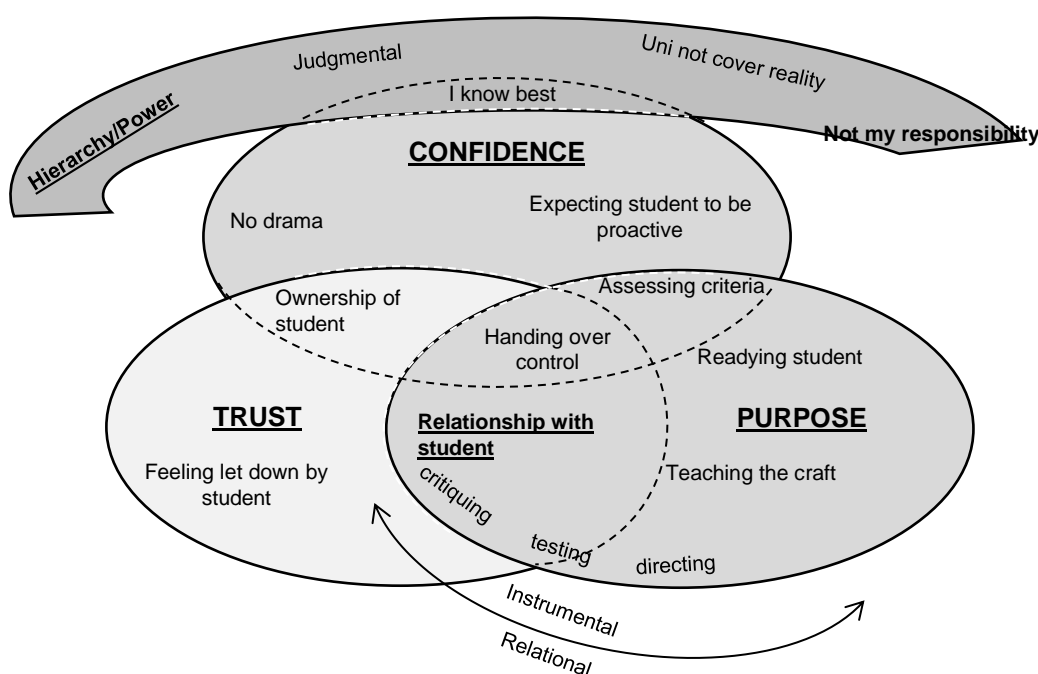 Judgmental
Uni not cover reality
I know best
Hierarchy/Power
Not my responsibility
CONFIDENCE
No drama
Expecting student to be
proactive
Ownership of
student
Assessing criteria
Handing over
control
Readying student
TRUST
Relationship with
student
PURPOSE
Feeling let down by
student
critiquing
Teaching the craft
testing
directing
Instrumental
Relational